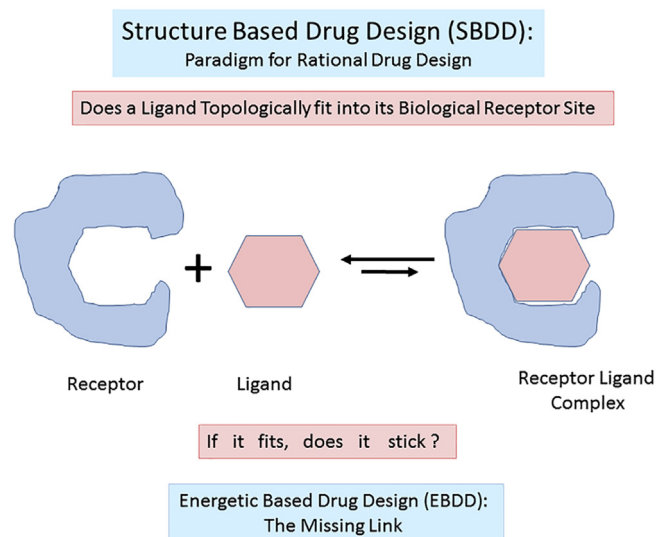 Structure Based Drug Design (SBDD):
Paradigm for Rational Drug Design
Does a Ligand Topologically fit into its Biological Receptor Site
+
Receptor
Ligand
Receptor Ligand
Complex
If it fits, does it stick ?
Energetic Based Drug Design (EBDD):
The Missing Link